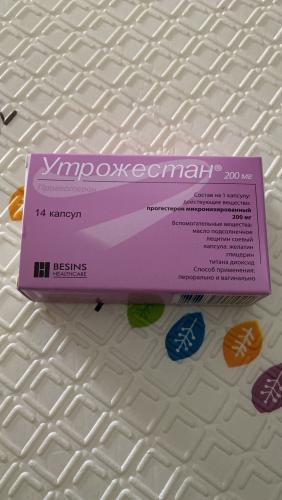 Утрожестан® 200 мг
Прогестерон
14 капсул
Состав на 1 капсулу:
действующее вещество:
прогестерон микронизированный
200 мг
вспомогательные вещества:
масло подсолнечное
лецитин соевый
капсула: желатин
глицерин
титана диоксид
Способ применения:
перорально и вагинально
BESINS
HEALTHCARE